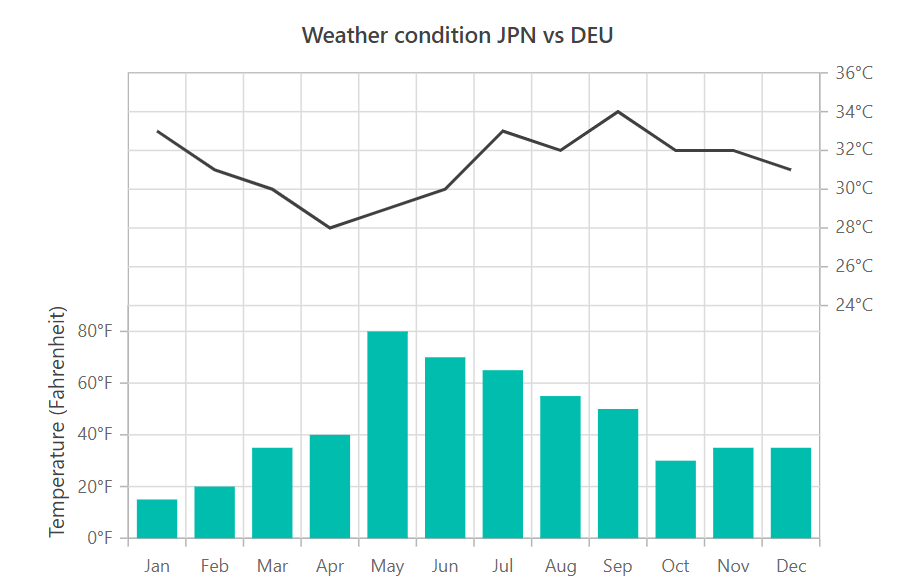 Weather condition JPN vs DEU
36°C
34°C
32°C
30°C
28°C
26°C
24°C
Temperature (Fahrenheit)
80°F
60°F
40°F
20°F
0°F
Jan Feb Mar Apr May Jun Jul Aug Sep Oct Nov Dec